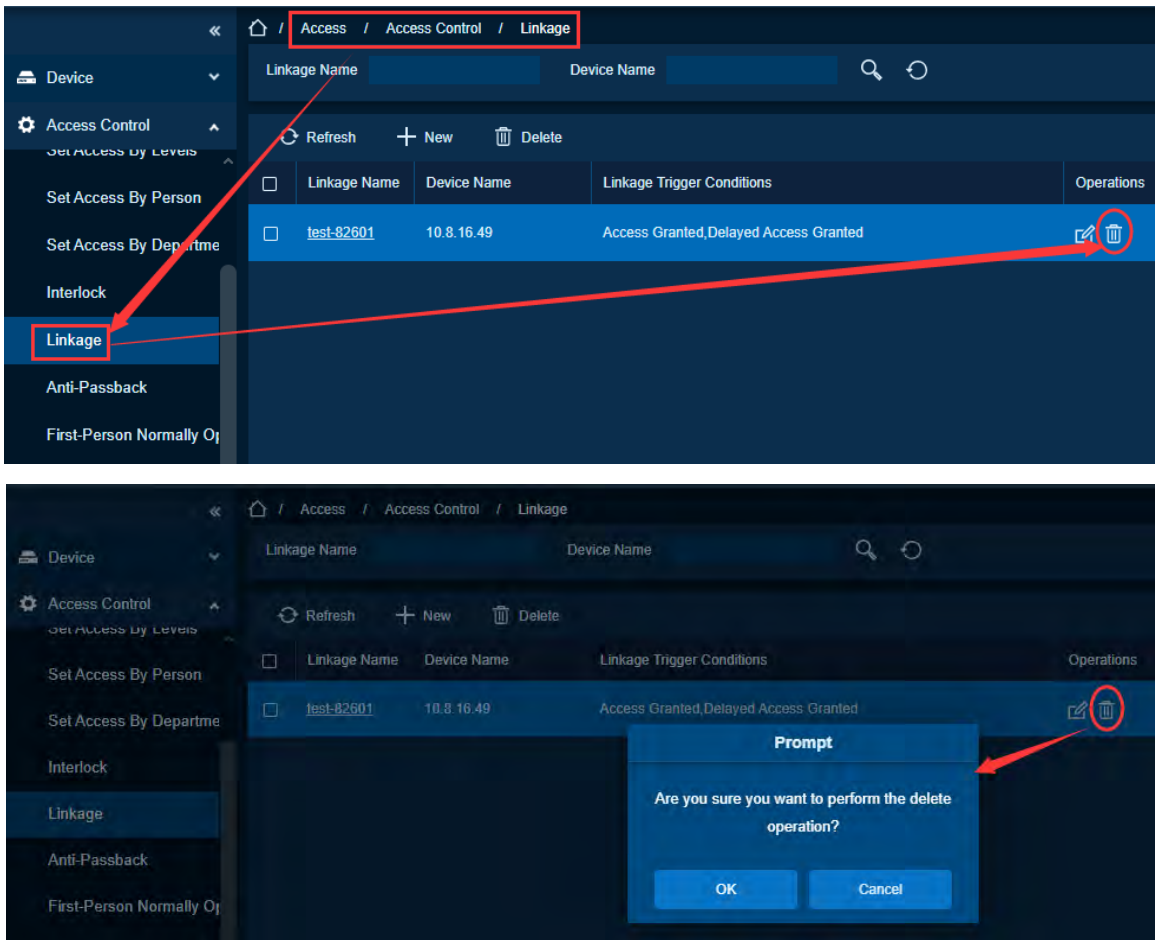 / Access / Access Control / Linkage
Device
Linkage Name Device Name
Access Control
Refresh New Delete
Set Access By Levels
Linkage Name Device Name Linkage Trigger Conditions Operations
Set Access By Person
test-82601 10.8.16.49 Access Granted,Delayed Access Granted
Set Access By Departme
Interlock
Linkage
Anti-Passback
First-Person Normally Op
/ Access / Access Control / Linkage
Device
Linkage Name Device Name
Access Control
Refresh New Delete
Set Access By Levels
Linkage Name Device Name Linkage Trigger Conditions Operations
Set Access By Person
test-82601 10.8.16.49 Access Granted,Delayed Access Granted
Set Access By Departme
Interlock
Linkage
Anti-Passback
First-Person Normally Op
Prompt
Are you sure you want to perform the delete
operation?
OK Cancel